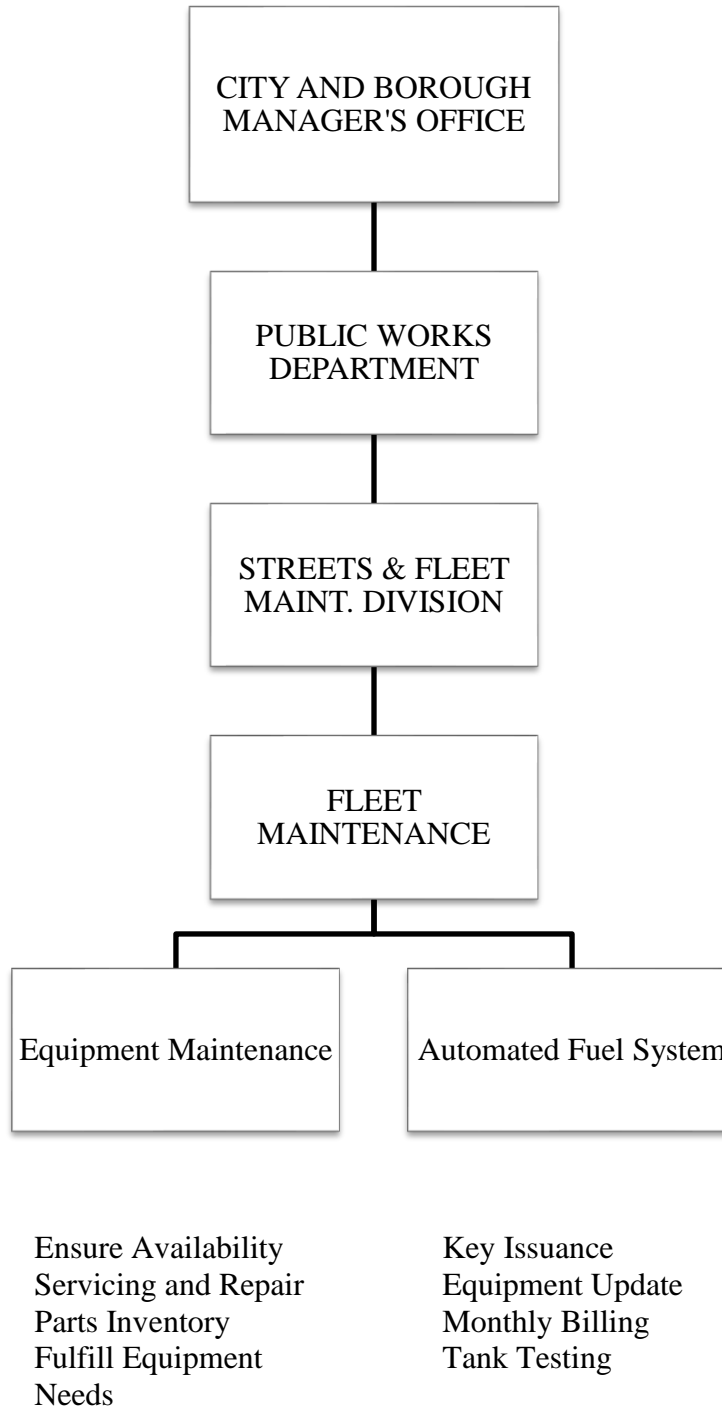 CITY AND BOROUGH
MANAGER'S OFFICE
PUBLIC WORKS
DEPARTMENT
STREETS & FLEET
MAINT. DIVISION
FLEET
MAINTENANCE
Equipment Maintenance
Automated Fuel System
Ensure Availability
Servicing and Repair
Parts Inventory
Fulfill Equipment
Needs
Key Issuance
Equipment Update
Monthly Billing
Tank Testing